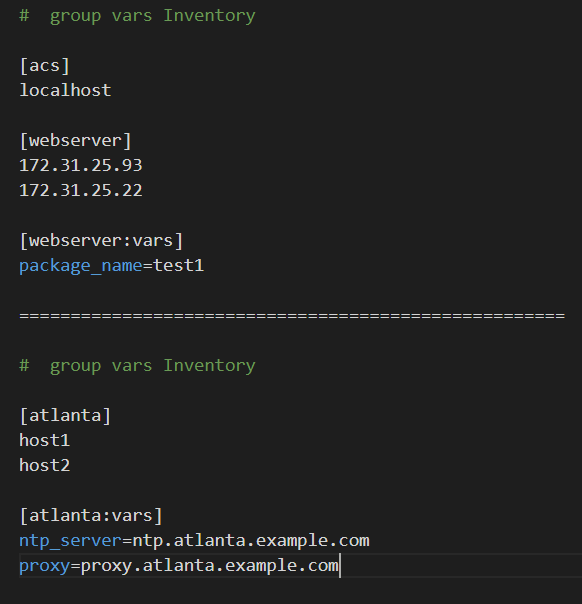 #  group vars Inventory
[acs]
localhost
[webserver]
172.31.25.93
172.31.25.22
[webserver:vars]
package_name=test1
=====================================================
#  group vars Inventory
[atlanta]
host1
host2
[atlanta:vars]
ntp_server=ntp.atlanta.example.com
proxy=proxy.atlanta.example.com